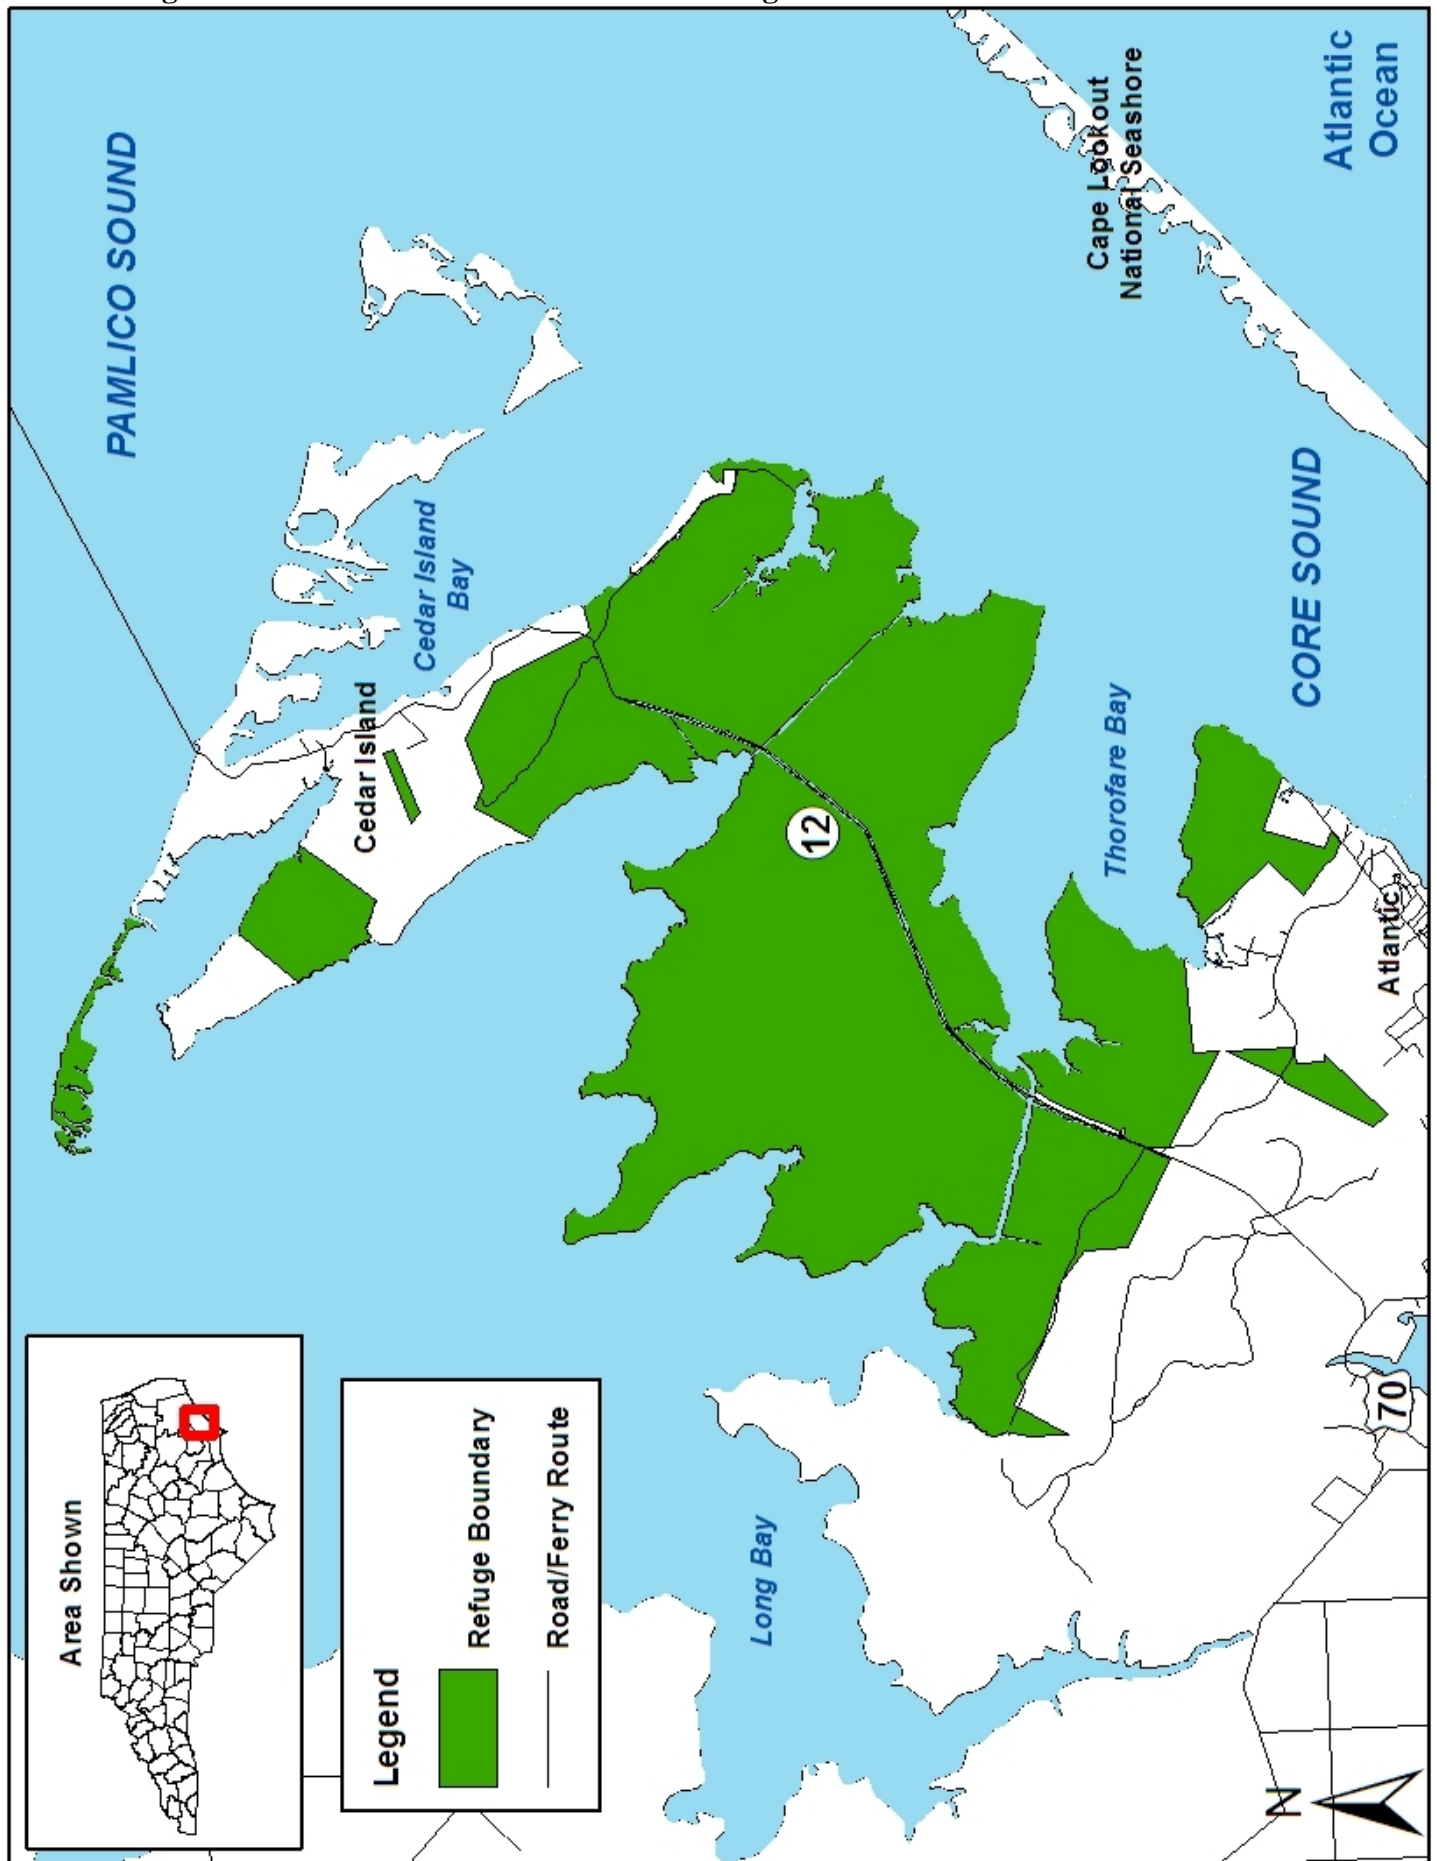 Area Shown
Legend
Refuge Boundary
Road/Ferry Route
PAMLICO SOUND
Cedar Island
Bay
Cedar Island
12
Cape Lookout
National Seashore
Atlantic
Ocean
CORE SOUND
Thorofare Bay
Atlantic
Long Bay
70
N